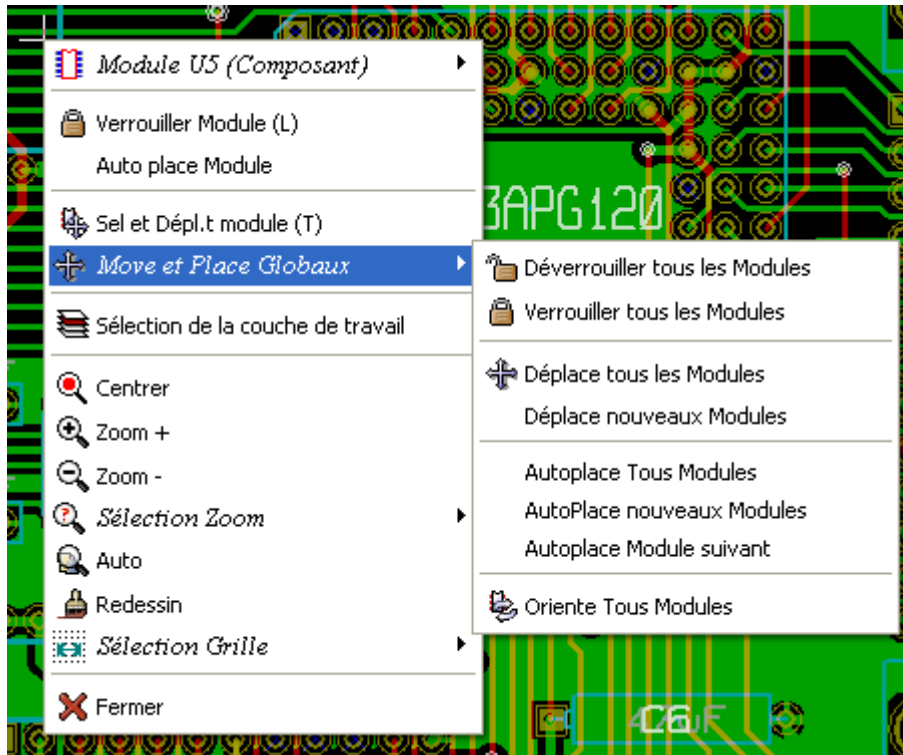 Module U5 (Composant)
Verrouiller Module (L)
Auto place Module
Sel et Dépl.t module (T)
Move et Place Globaux
Sélection de la couche de travail
Centrer
Zoom +
Zoom -
Sélection Zoom
Auto
Redessin
Sélection Grille
Fermer
Déverrouiller tous les Modules
Verrouiller tous les Modules
Déplace tous les Modules
Déplace nouveaux Modules
Autoplace Tous Modules
AutoPlace nouveaux Modules
Autoplace Module suivant
Oriente Tous Modules
3APG120